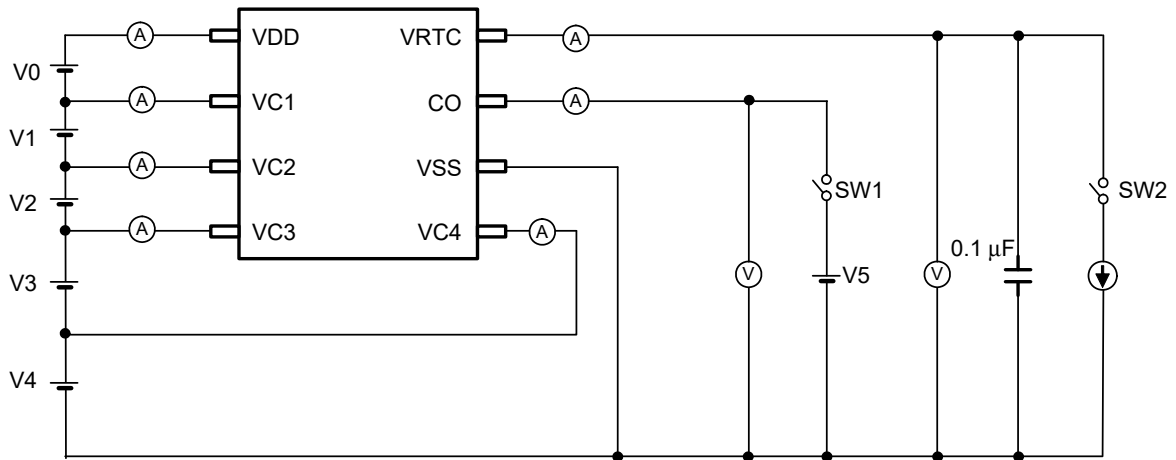 VDD
VRTC
A
A
V0
VC1
CO
A
A
V1
VC2
VSS
A
V2
SW1
SW2
VC3
VC4
A
A
V3
V
V5
V
0.1 μF
V4